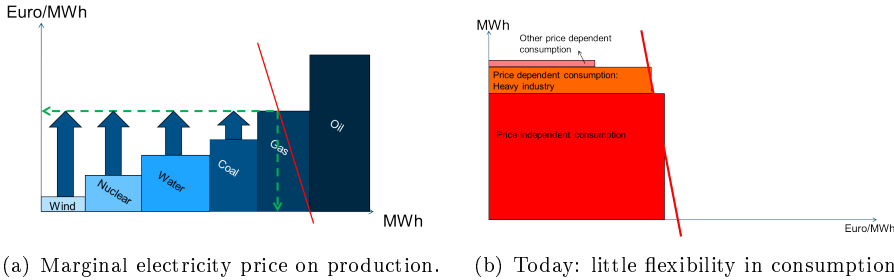 Euro/MWh
Wind
Nuclear
Water
Coal
Gas
Oil
MWh
(a) Marginal electricity price on production.
MWh
Other price dependent
consumption
Price dependent consumption:
Heavy industry
Price independent consumption
Euro/MWh
(b) Today: little flexibility in consumption